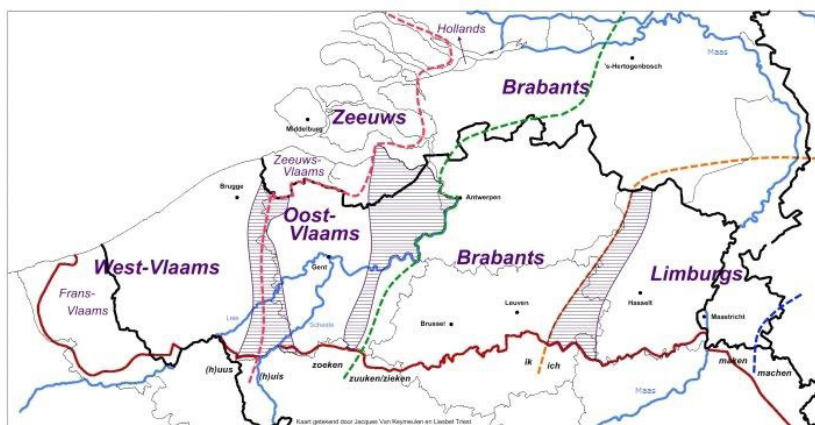 Hollands
Maas
's-Hertogenbosch
Brabants
Zeeuws
Middelburg
Zeeuws-
Vlaams
Brugge
Antwerpen
Oost-
Vlaams
Brabants
West-Vlaams
Gent
Limburgs
Frans-
Vlaams
Hasselt
Leuven
Brussel
Maastricht
Leie
Schelde
(h)uus
(h)uis
zoeken
zuuken/zieken
ik
ich
maken
machen
Maas
Kaart getekend door Jacques Van Keymeulen en Liesbet Triest